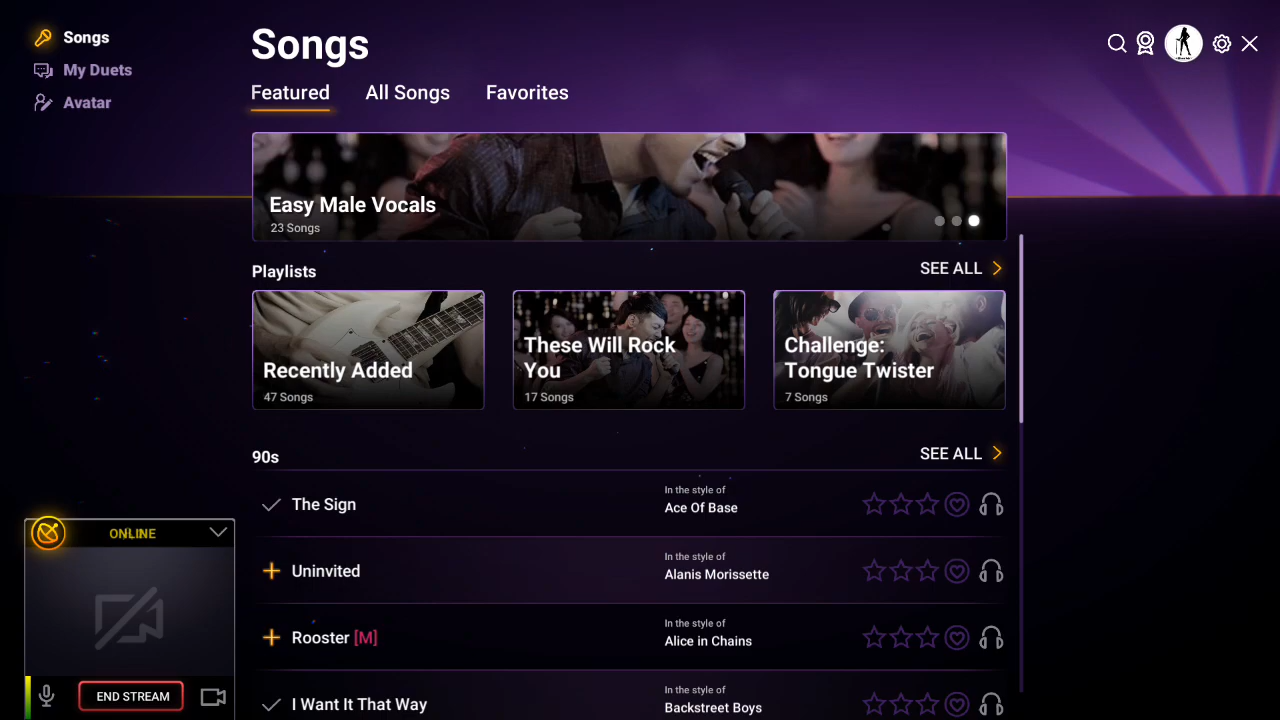 Songs
My Duets
Avatar
Songs
Featured
All Songs
Favorites
Easy Male Vocals
23 Songs
Playlists
SEE ALL
Recently Added
47 Songs
These Will Rock
You
17 Songs
Challenge:
Tongue Twister
7 Songs
90s
SEE ALL
The Sign
In the style of
Ace Of Base
Uninvited
In the style of
Alanis Morissette
Rooster [M]
In the style of
Alice in Chains
I Want It That Way
In the style of
Backstreet Boys
ONLINE
END STREAM